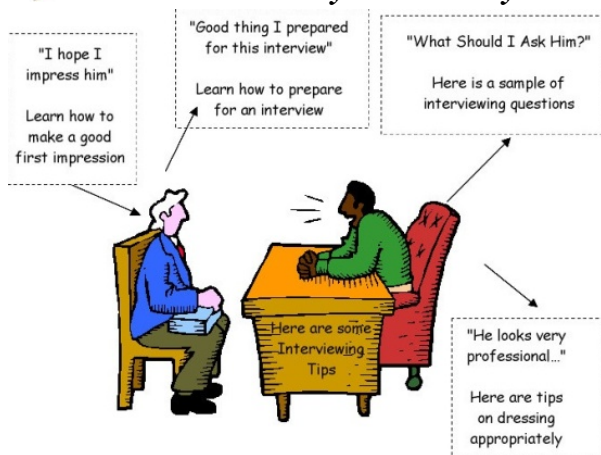 "I hope I
impress him"
Learn how to
make a good
first impression
"Good thing I prepared
for this interview"
Learn how to prepare
for an interview
"What Should I Ask Him?"
Here is a sample of
interviewing questions
Here are some
Interviewing
Tips
"He looks very
professional..."
Here are tips
on dressing
appropriately